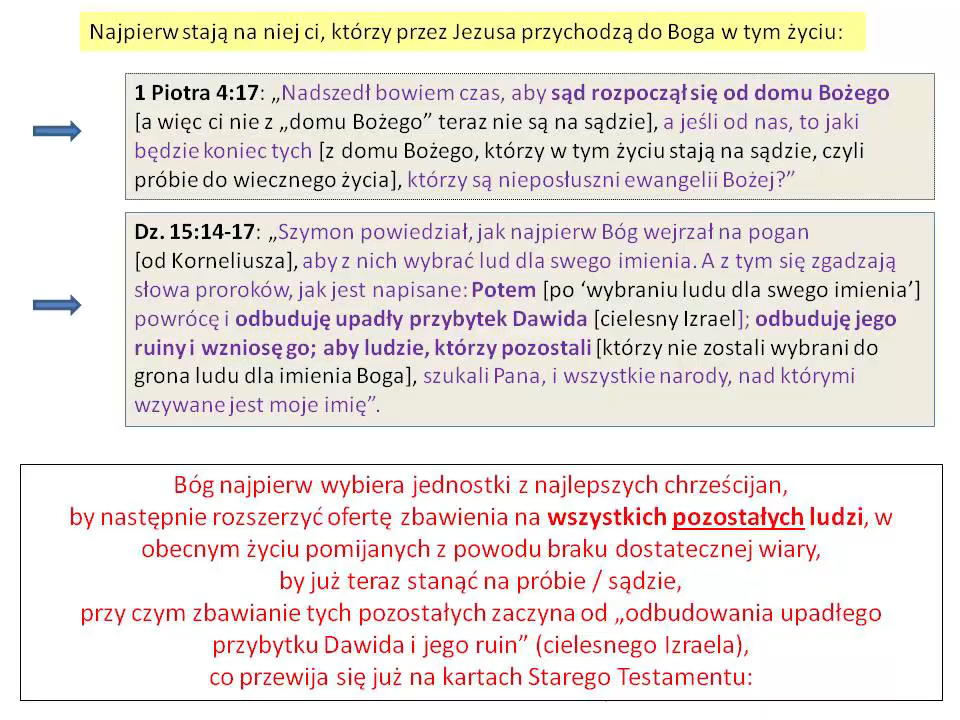 Najpierw stają na niej ci, którzy przez Jezusa przychodzą do Boga w tym życiu:
1 Piotra 4:17: „Nadszedł bowiem czas, aby sąd rozpoczął się od domu Bożego
[a więc ci nie z „domu Bożego” teraz nie są na sądzie], a jeśli od nas, to jaki
będzie koniec tych [z domu Bożego, którzy w tym życiu stają na sądzie, czyli
próbie do wiecznego życia], którzy są nieposłuszni ewangelii Bożej?”
Dz. 15:14-17: „Szymon powiedział, jak najpierw Bóg wejrzał na pogan
[od Korneliusza], aby z nich wybrać lud dla swego imienia. A z tym się zgadzają
słowa proroków, jak jest napisane: Potem [po ‘wybraniu ludu dla swego imienia’]
powrócę i odbuduję upadły przybytek Dawida [cielesny Izrael]; odbuduję jego
ruiny i wzniosę go; aby ludzie, którzy pozostali [którzy nie zostali wybrani do
grona ludu dla imienia Boga], szukali Pana, i wszystkie narody, nad którymi
wzywane jest moje imię”.
Bóg najpierw wybiera jednostki z najlepszych chrześcijan,
by następnie rozszerzyć ofertę zbawienia na wszystkich pozostałych ludzi, w
obecnym życiu pomijanych z powodu braku dostatecznej wiary,
by już teraz stanąć na próbie / sądzie,
przy czym zbawianie tych pozostałych zaczyna od „odbudowania upadłego
przybytku Dawida i jego ruin” (cielesnego Izraela),
co przewija się już na kartach Starego Testamentu: